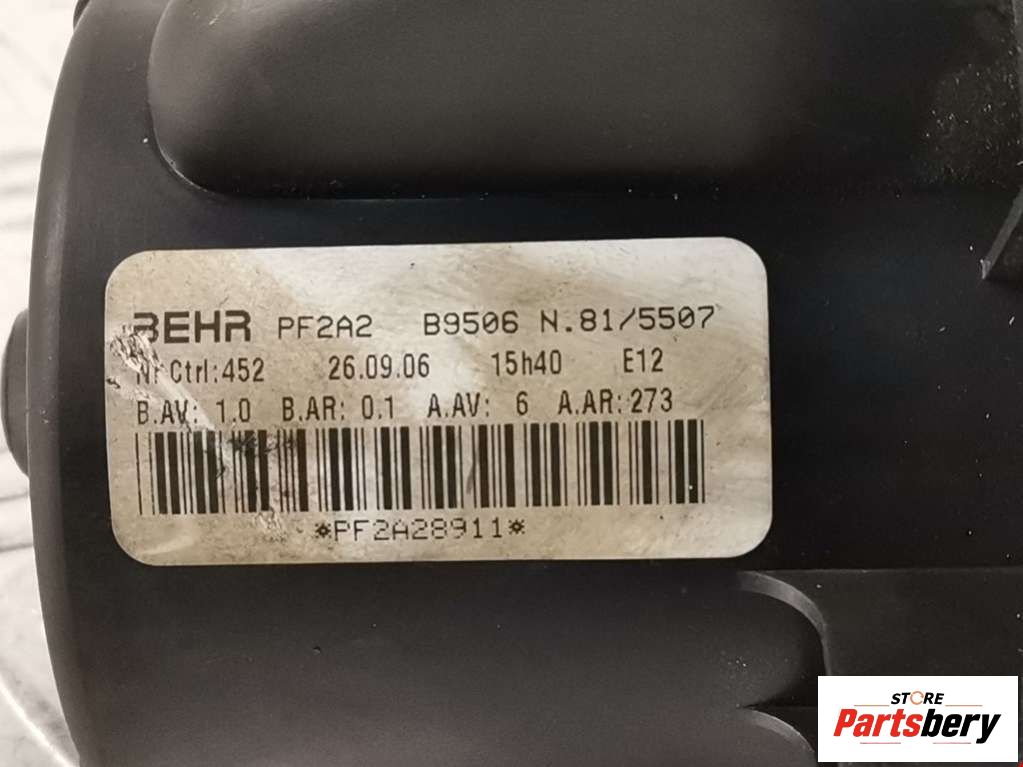 BEHR PF2A2 B9506 N.81/5507
Nr Ctrl:452 26.09.06 15h40 E12
B.AV: 1.0 B.AR: 0.1 A.AV: 6 A.AR:273
*PF2A28911*
STORE
Partsbery